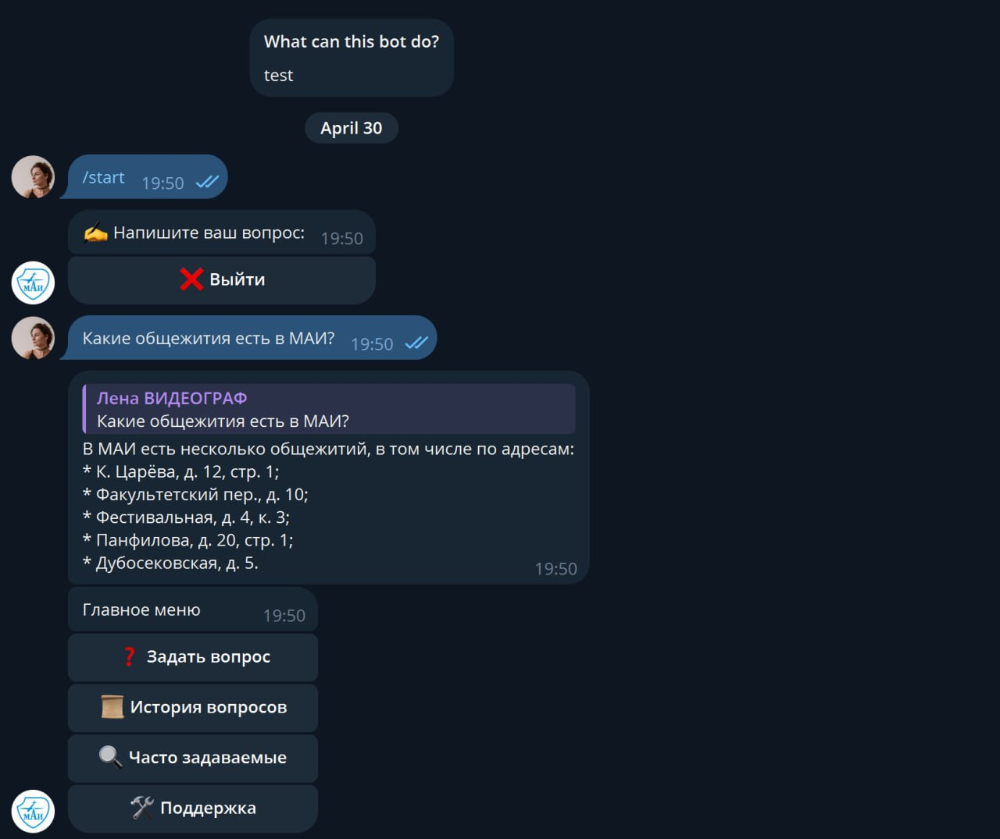 What can this bot do?
test
April 30
/start 19:50
✍️ Напишите ваш вопрос: 19:50
❌ Выйти
МАИ
Какие общежития есть в МАИ? 19:50
Лена ВИДЕОГРАФ
Какие общежития есть в МАИ?
В МАИ есть несколько общежитий, в том числе по адресам:
* К. Царёва, д. 12, стр. 1;
* Факультетский пер., д. 10;
* Фестивальная, д. 4, к. 3;
* Панфилова, д. 20, стр. 1;
* Дубосековская, д. 5.
19:50
Главное меню 19:50
❓ Задать вопрос
📜 История вопросов
🔍 Часто задаваемые
🛠 Поддержка
МАИ